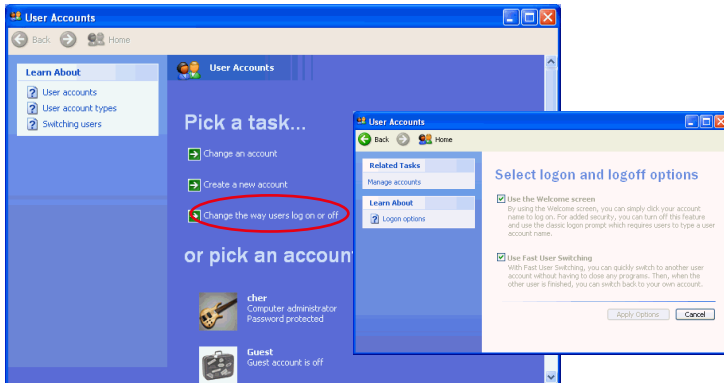 User Accounts
Back
Home
Learn About
User accounts
User account types
Switching users
User Accounts
Pick a task...
Change an account
Create a new account
Change the way users log on or off
or pick an accoun
cher
Computer administrator
Password protected
Guest
Guest account is off
User Accounts
Back
Home
Related Tasks
Manage accounts
Learn About
Logon options
Select logon and logoff options
Use the Welcome screen
By using the Welcome screen, you can simply click your account
name to log on. For added security, you can turn off this feature
and use the classic logon prompt which requires users to type a user
account name.
Use Fast User Switching
With Fast User Switching, you can quickly switch to another user
account without having to close any programs. Then, when the
other user is finished, you can switch back to your own account.
Apply Options
Cancel